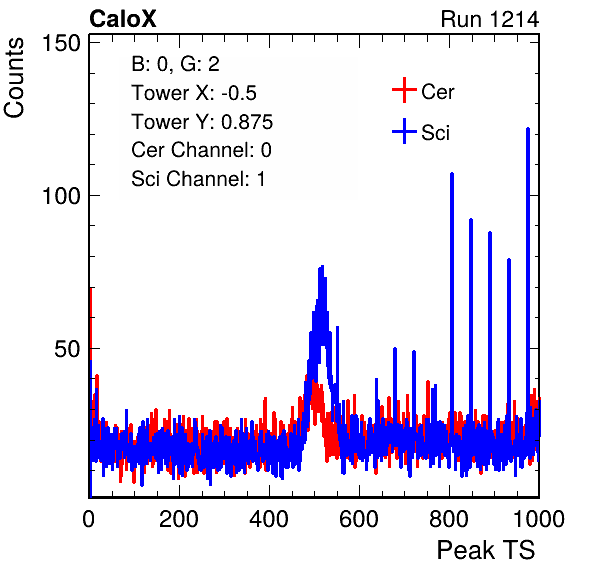 CaloX Run 1214
Counts
150
100
50
B: 0, G: 2
Tower X: -0.5
Tower Y: 0.875
Cer Channel: 0
Sci Channel: 1
Cer
Sci
0 200 400 600 800 1000
Peak TS